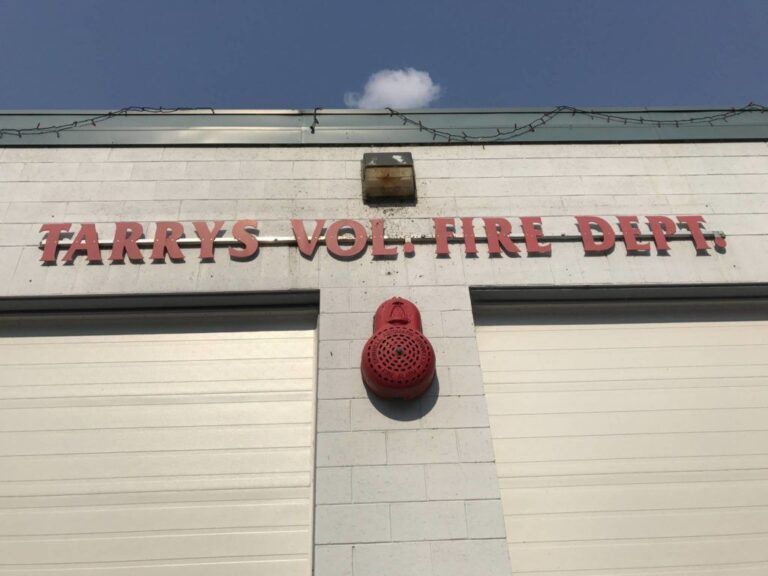 TARRYS VOL. FIRE DEPT.